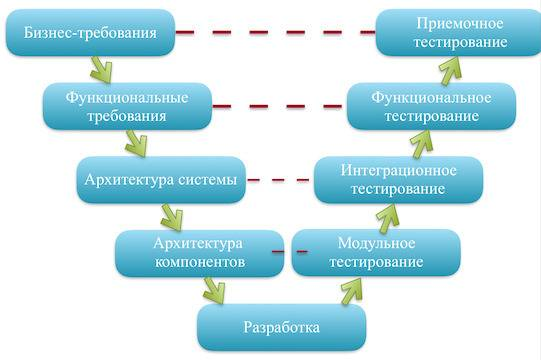 Бизнес-требования
Приемочное
тестирование
Функциональные
требования
Функциональное
тестирование
Архитектура системы
Интеграционное
тестирование
Архитектура
компонентов
Модульное
тестирование
Разработка